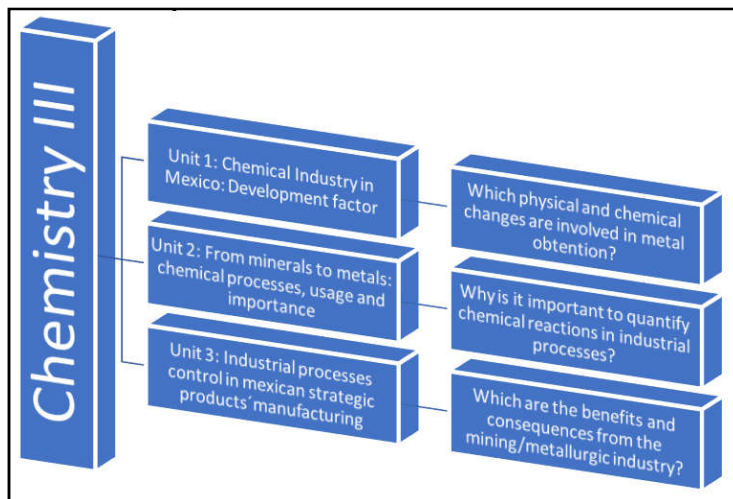 Chemistry III
Unit 1: Chemical Industry in
Mexico: Development factor
Which physical and chemical
changes are involved in metal
obtention?
Unit 2: From minerals to metals:
chemical processes, usage and
importance
Why is it important to quantify
chemical reactions in industrial
processes?
Unit 3: Industrial processes
control in mexican strategic
products´manufacturing
Which are the benefits and
consequences from the
mining/metallurgic industry?